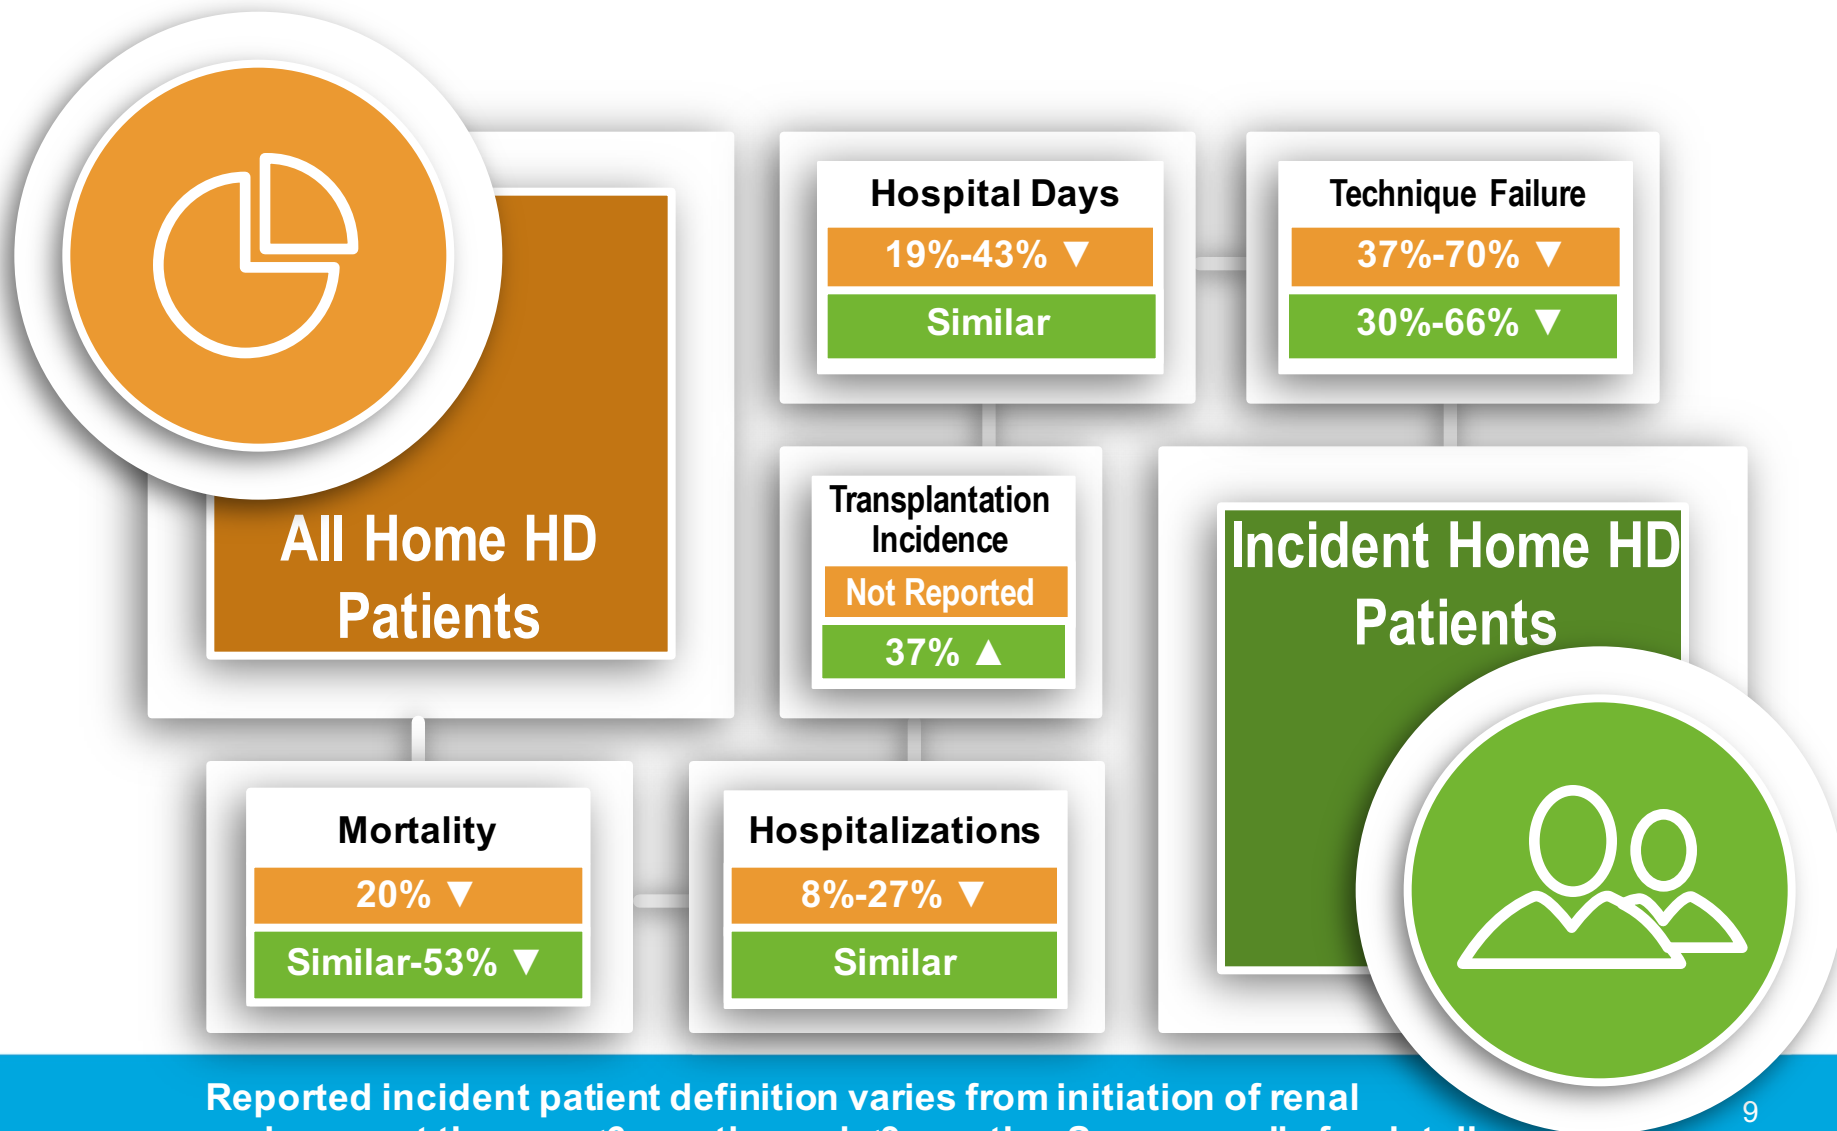 Hospital Days
19%-43% ▼
Similar
Technique Failure
37%-70% ▼
30%-66% ▼
All Home HD
Patients
Transplantation
Incidence
Not Reported
37% ▲
Incident Home HD
Patients
Mortality
20% ▼
Similar-53% ▼
Hospitalizations
8%-27% ▼
Similar
Reported incident patient definition varies from initiation of renal
9